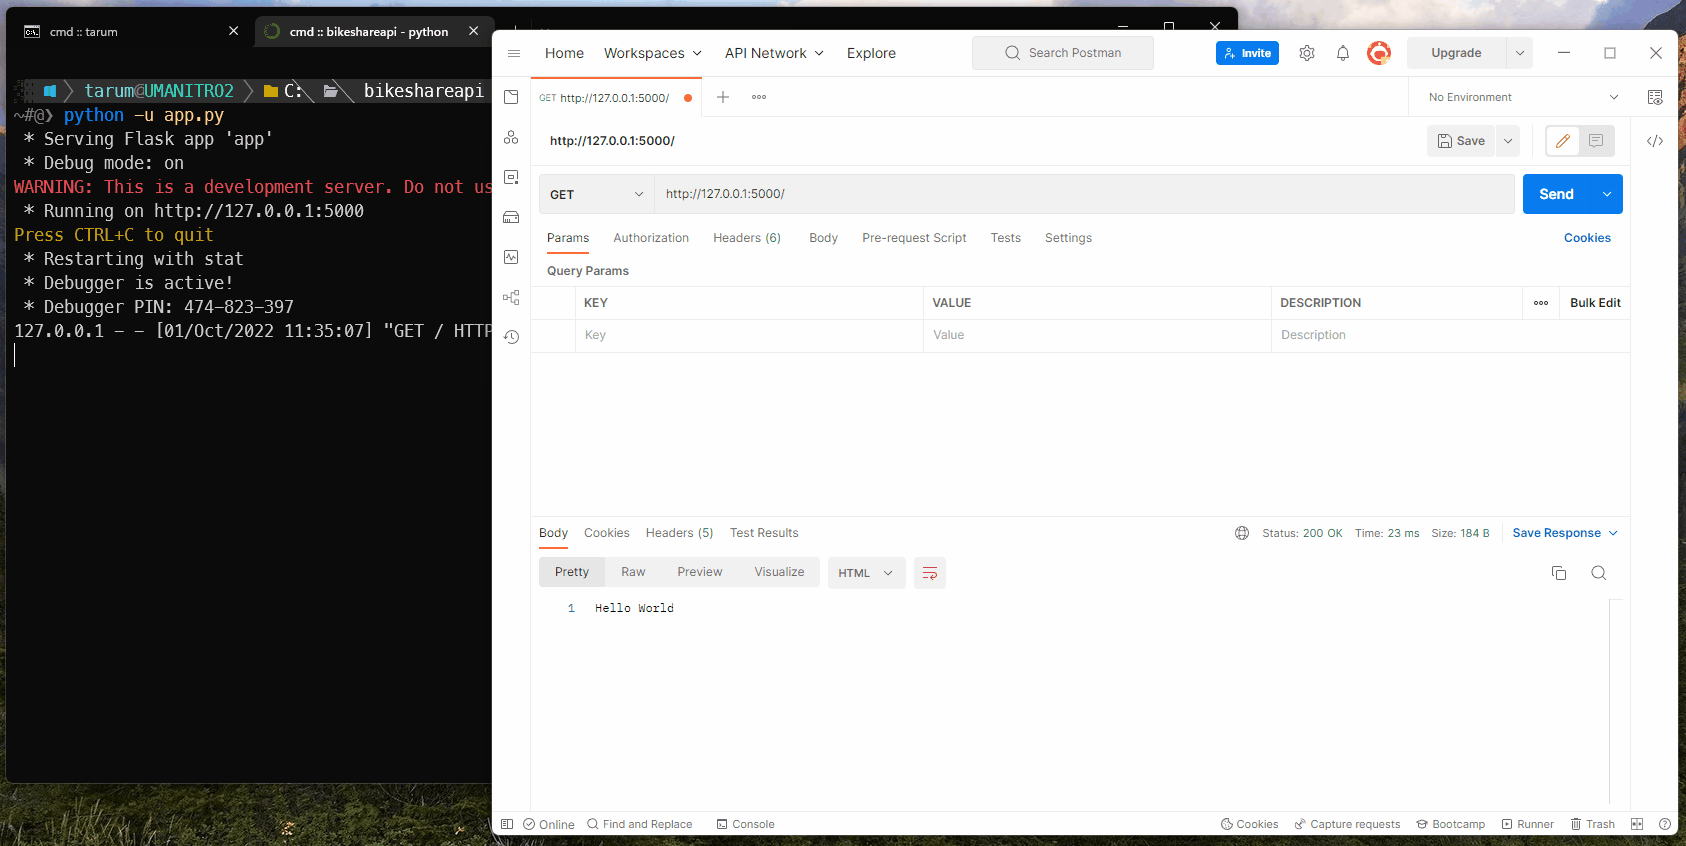 cmd :: tarum
cmd :: bikeshareapi - python
tarum@UMANITRO2 C: bikeshareapi
~#@❯ python -u app.py
* Serving Flask app 'app'
* Debug mode: on
WARNING: This is a development server. Do not us
* Running on http://127.0.0.1:5000
Press CTRL+C to quit
* Restarting with stat
* Debugger is active!
* Debugger PIN: 474-823-397
127.0.0.1 - - [01/Oct/2022 11:35:07] "GET / HTTP
Home Workspaces API Network Explore Search Postman Invite Upgrade
GET http://127.0.0.1:5000/ No Environment
http://127.0.0.1:5000/ Save
GET http://127.0.0.1:5000/ Send
Params Authorization Headers (6) Body Pre-request Script Tests Settings Cookies
Query Params
KEY VALUE DESCRIPTION Bulk Edit
Key Value Description
Body Cookies Headers (5) Test Results Status: 200 OK Time: 23 ms Size: 184 B Save Response
Pretty Raw Preview Visualize HTML
1 Hello World
Online Find and Replace Console Cookies Capture requests Bootcamp Runner Trash